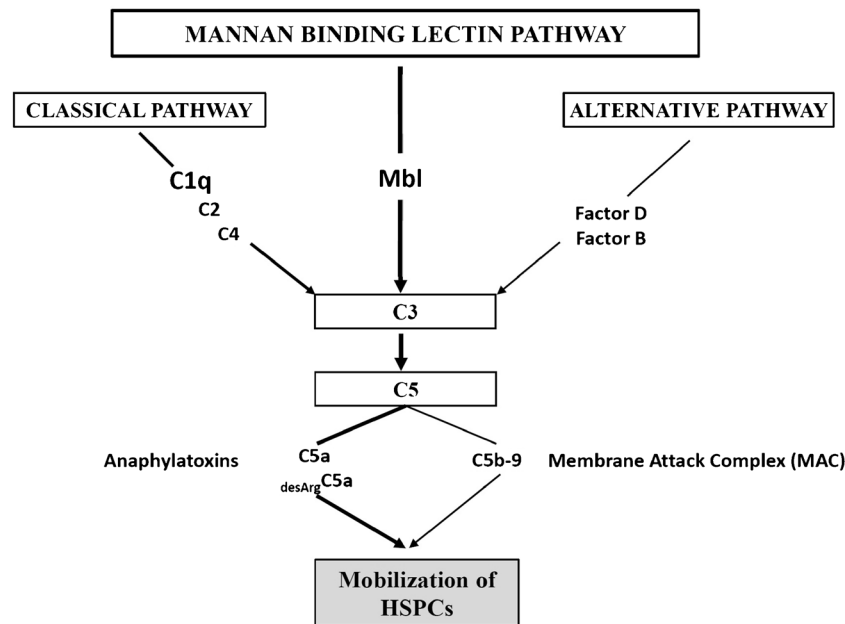 MANNAN BINDING LECTIN PATHWAY
CLASSICAL PATHWAY
ALTERNATIVE PATHWAY
C1q
C2
C4
Mbl
Factor D
Factor B
C3
C5
Anaphylatoxins
C5a
desArgC5a
C5b-9
Membrane Attack Complex (MAC)
Mobilization of
HSPCs